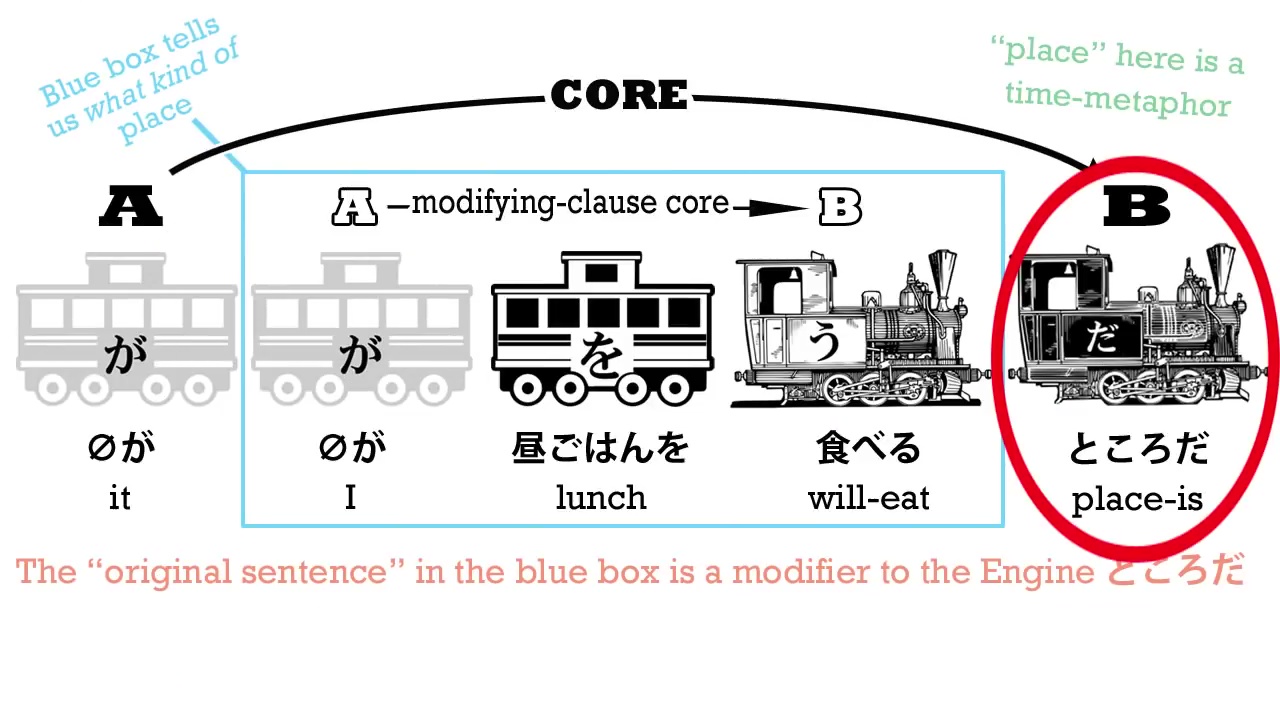 Blue box tells
us what kind of
place
CORE
“place” here is a
time-metaphor
A
A modifying-clause core B
B
が
が
を
う
だ
∅が
∅が
昼ごはんを
食べる
ところだ
it
I
lunch
will-eat
place-is
The “original sentence” in the blue box is a modifier to the Engine ところだ